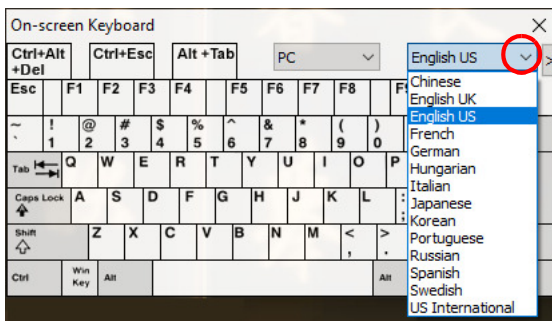 On-screen Keyboard
Ctrl+Alt
+Del
Ctrl+Esc
Alt +Tab
PC
English US
>
Esc F1 F2 F3 F4 F5 F6 F7 F8
~ ! @ # $ % ^ & * ( )
` 1 2 3 4 5 6 7 8 9 0
Tab Q W E R T Y U I O P
Caps Lock A S D F G H J K L :
;
Shift Z X C V B N M < >
, .
Ctrl Win Key Alt Alt
Chinese
English UK
English US
French
German
Hungarian
Italian
Japanese
Korean
Portuguese
Russian
Spanish
Swedish
US International